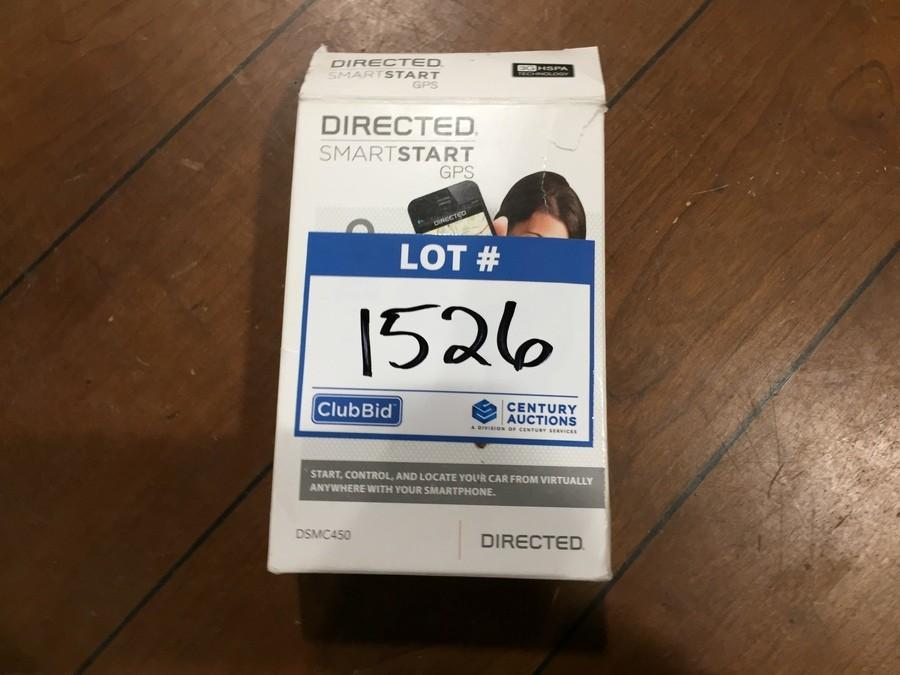 DIRECTED
SMARTSTART
GPS
3G HSPA
TECHNOLOGY
DIRECTED
SMARTSTART
GPS
DIRECTED
LOT #
1526
ClubBid™
CENTURY
AUCTIONS
A DIVISION OF CENTURY SERVICES
START, CONTROL, AND LOCATE YOUR CAR FROM VIRTUALLY
ANYWHERE WITH YOUR SMARTPHONE.
DSMC450
DIRECTED